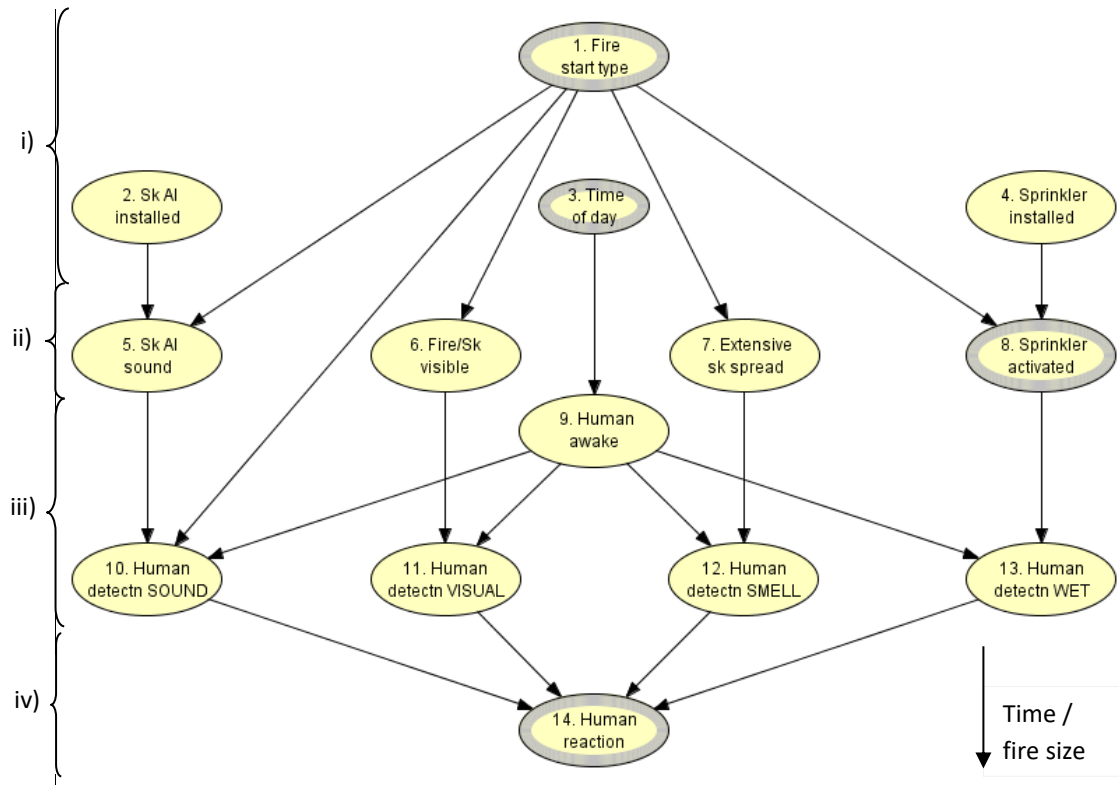 1. Fire
start type
i)
2. Sk Al
installed
3. Time
of day
4. Sprinkler
installed
ii)
5. Sk Al
sound
6. Fire/Sk
visible
7. Extensive
sk spread
8. Sprinkler
activated
9. Human
awake
iii)
10. Human
detectn SOUND
11. Human
detectn VISUAL
12. Human
detectn SMELL
13. Human
detectn WET
iv)
14. Human
reaction
Time /
fire size